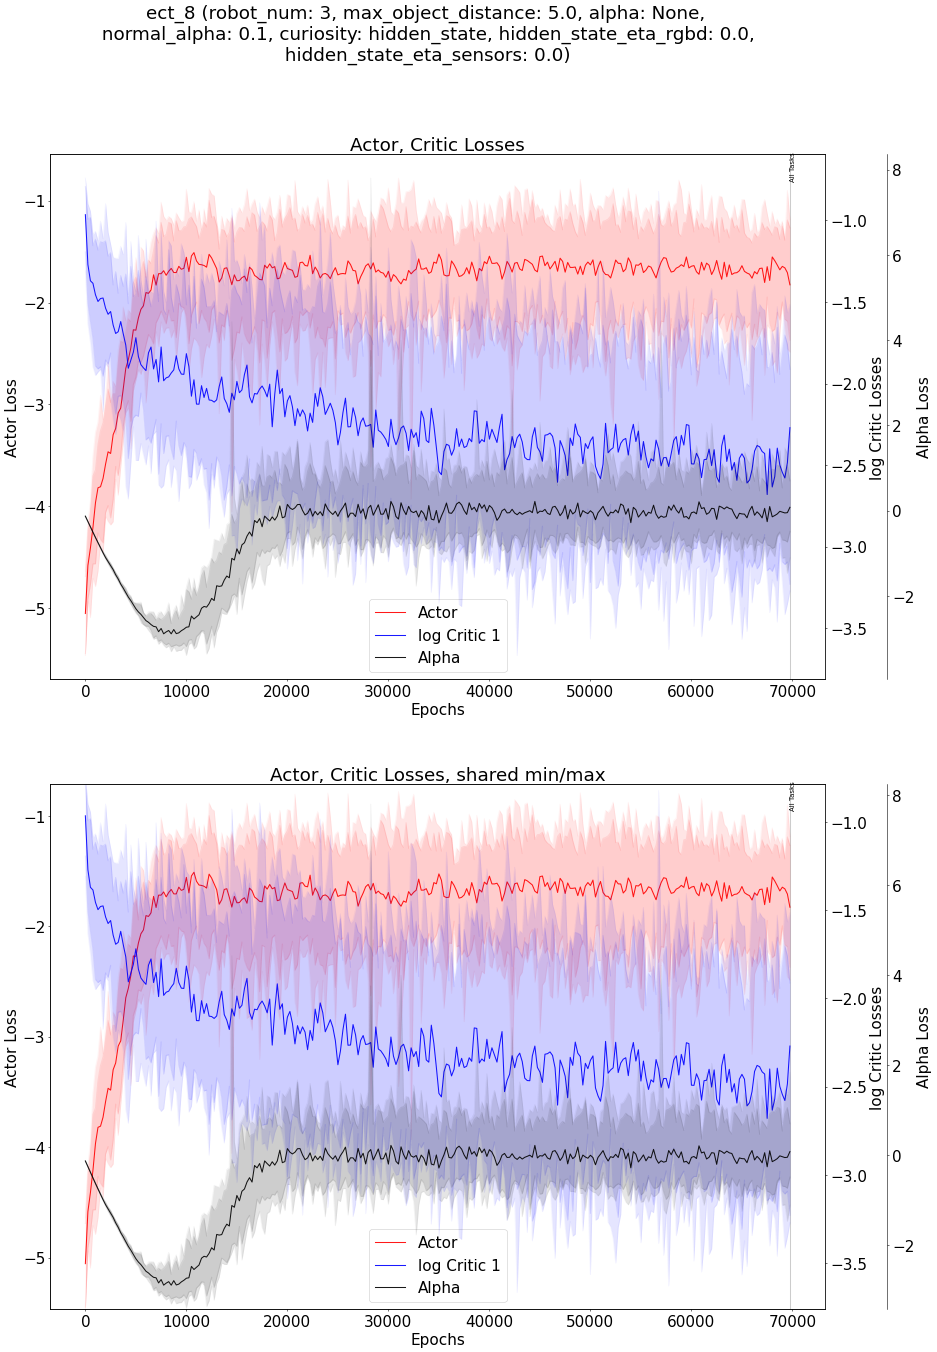 ect_8 (robot_num: 3, max_object_distance: 5.0, alpha: None,
normal_alpha: 0.1, curiosity: hidden_state, hidden_state_eta_rgbd: 0.0,
hidden_state_eta_sensors: 0.0)
Actor, Critic Losses
All Tasks
Actor Loss
−1
−2
−3
−4
−5
−1.0
−1.5
−2.0
−2.5
−3.0
−3.5
log Critic Losses
8
6
4
2
0
−2
Alpha Loss
Actor
log Critic 1
Alpha
0 10000 20000 30000 40000 50000 60000 70000
Epochs
Actor, Critic Losses, shared min/max
All Tasks
Actor Loss
−1
−2
−3
−4
−5
−1.0
−1.5
−2.0
−2.5
−3.0
−3.5
log Critic Losses
8
6
4
2
0
−2
Alpha Loss
Actor
log Critic 1
Alpha
0 10000 20000 30000 40000 50000 60000 70000
Epochs